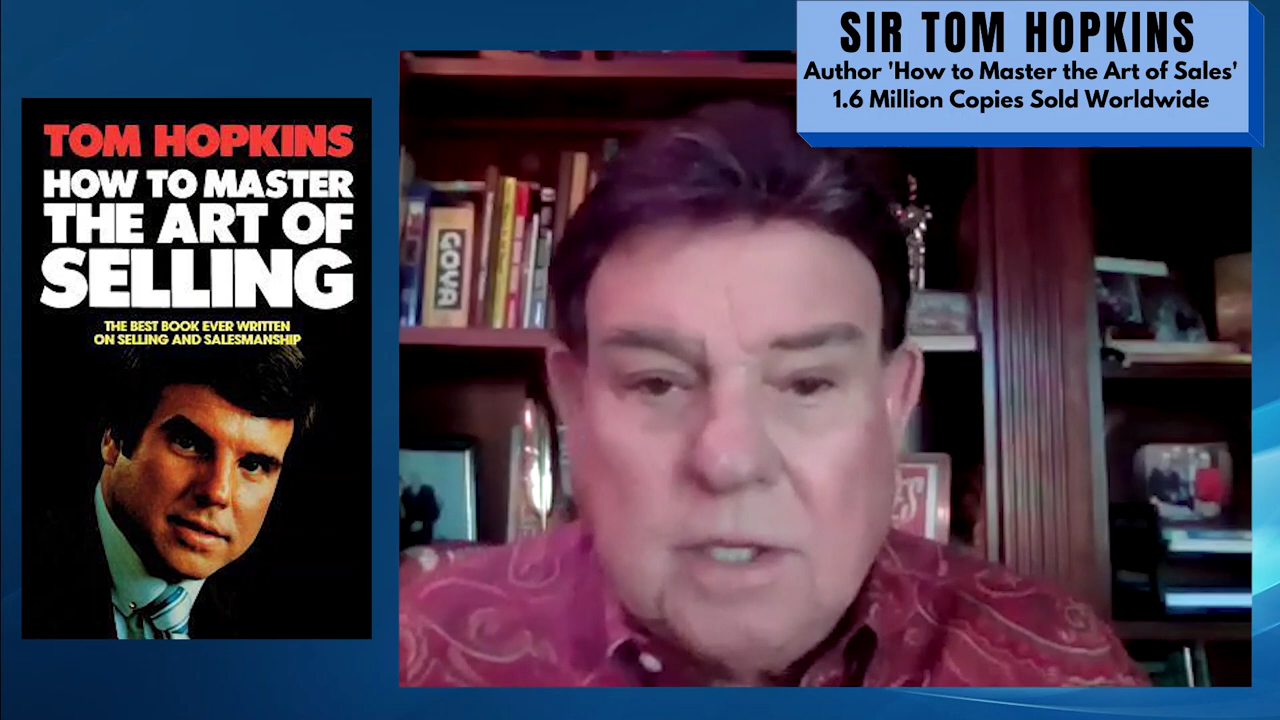 SIR TOM HOPKINS
Author 'How to Master the Art of Sales'
1.6 Million Copies Sold Worldwide
TOM HOPKINS
HOW TO MASTER
THE ART OF
SELLING
THE BEST BOOK EVER WRITTEN
ON SELLING AND SALESMANSHIP
GOYA